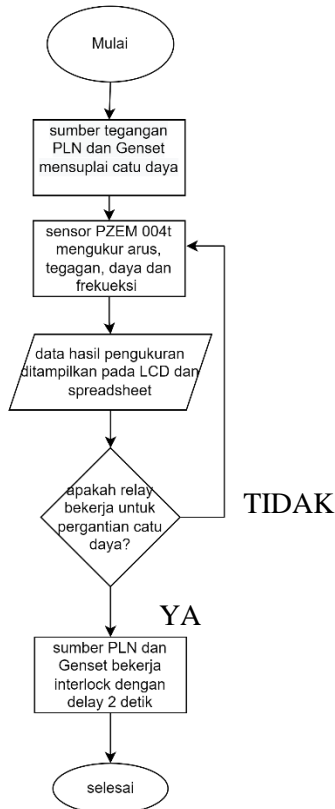 Mulai
sumber tegangan
PLN dan Genset
mensuplai catu daya
sensor PZEM 004t
mengukur arus,
tegagan, daya dan
frekueksi
data hasil pengukuran
ditampilkan pada LCD dan
spreadsheet
apakah relay
bekerja untuk
pergantian catu
daya?
TIDAK
YA
sumber PLN dan
Genset bekerja
interlock dengan
delay 2 detik
selesai